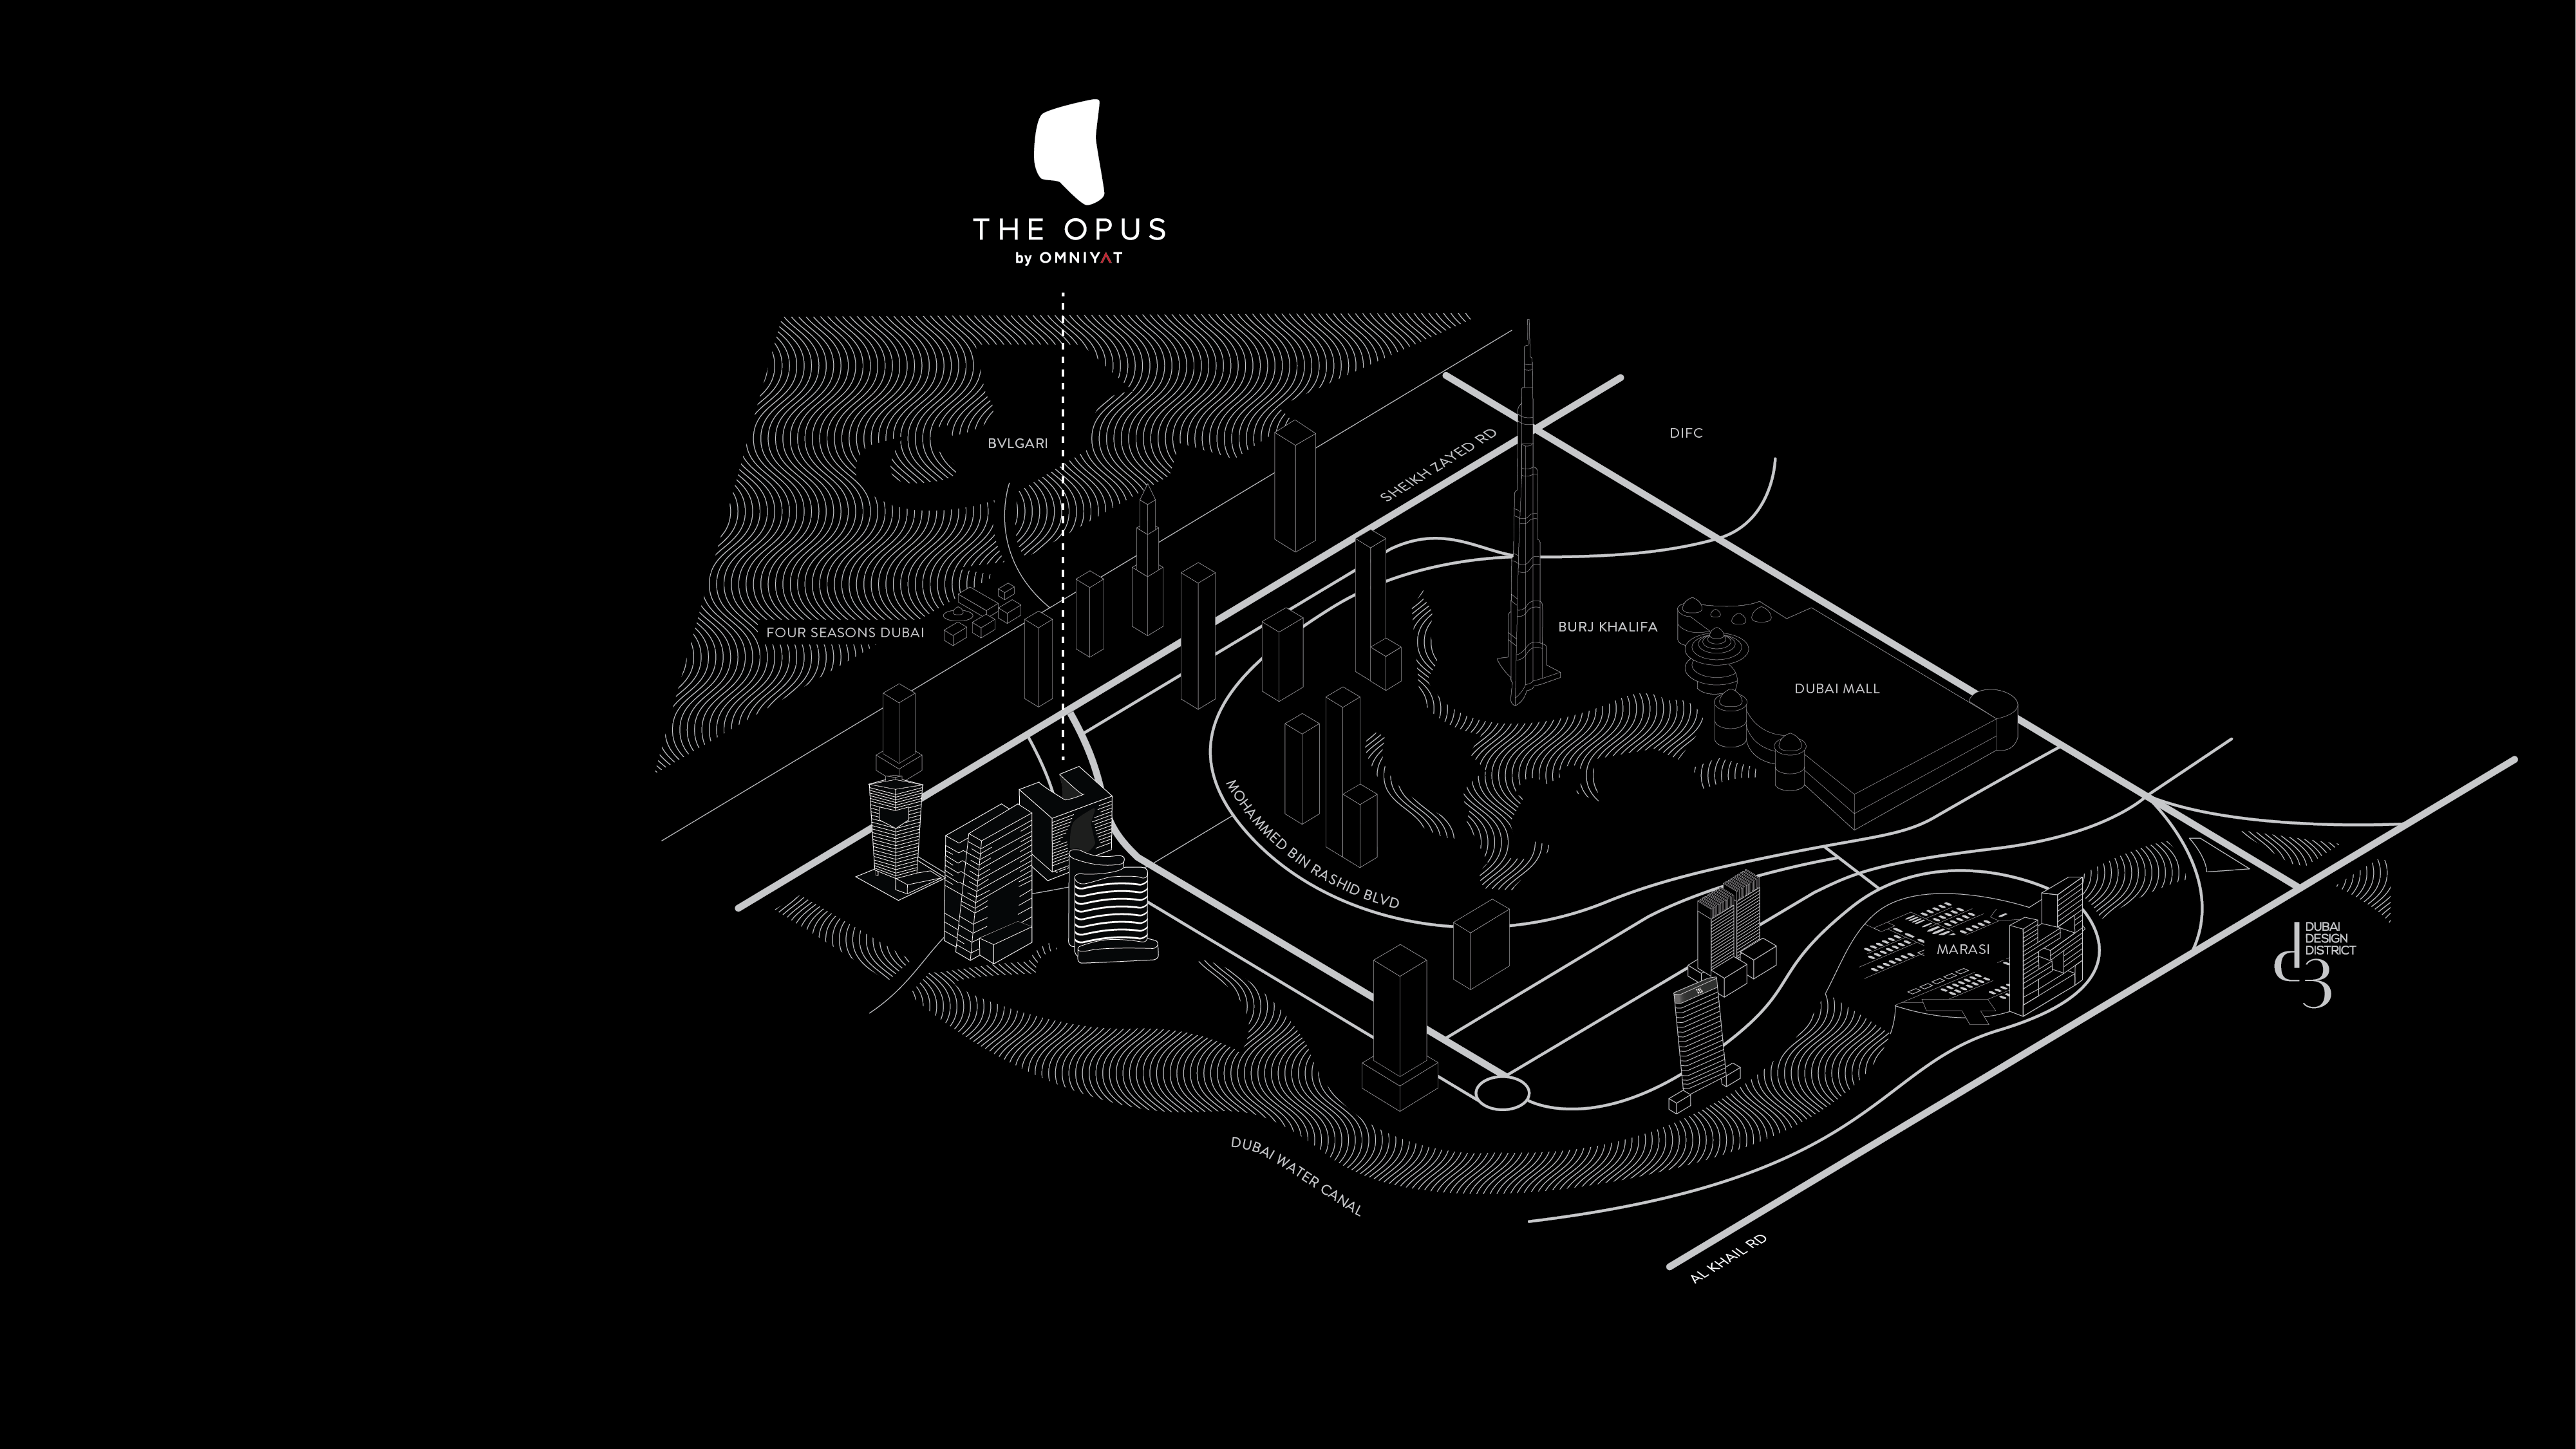 THE OPUS
by OMNIYAT
BVLGARI
SHEIKH ZAYED RD
DIFC
FOUR SEASONS DUBAI
BURJ KHALIFA
DUBAI MALL
MOHAMMED BIN RASHID BLVD
MARASI
DUBAI
DESIGN
DISTRICT
d3
DUBAI WATER CANAL
AL KHAIL RD